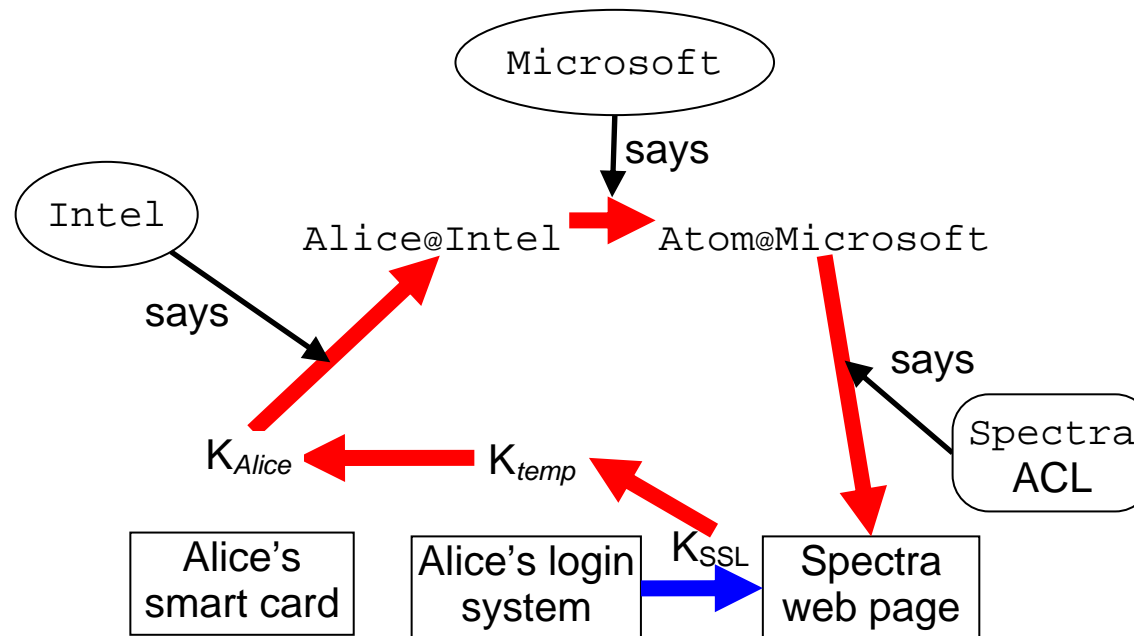 Microsoft
says
Intel
Alice@Intel
Atom@Microsoft
says
says
Spectra
ACL
KAlice
Ktemp
KSSL
Alice’s
smart card
Alice’s login
system
Spectra
web page